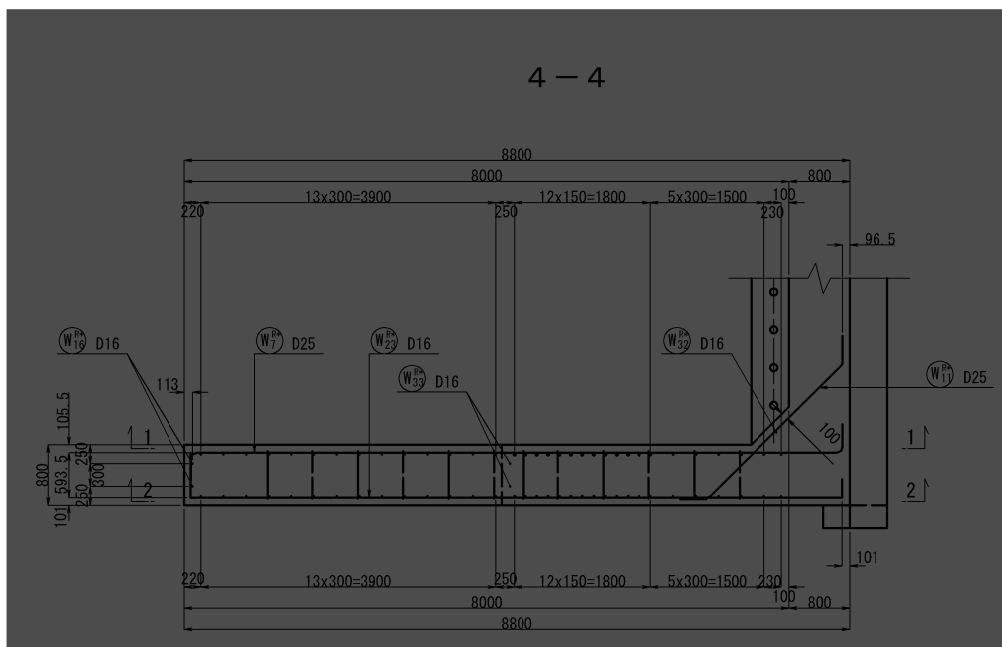 4－4
8800
8000
800
13x300=3900
12x150=1800
5x300=1500
100
220
250
230
96.5
W16 R* D16
W7 R* D25
W23 R* D16
W33 R* D16
W32 R* D16
W11 R* D25
113
105.5
100
1
1
800
250
593.5
300
250
2
2
101
101
220
13x300=3900
250
12x150=1800
5x300=1500
230
100
8000
800
8800